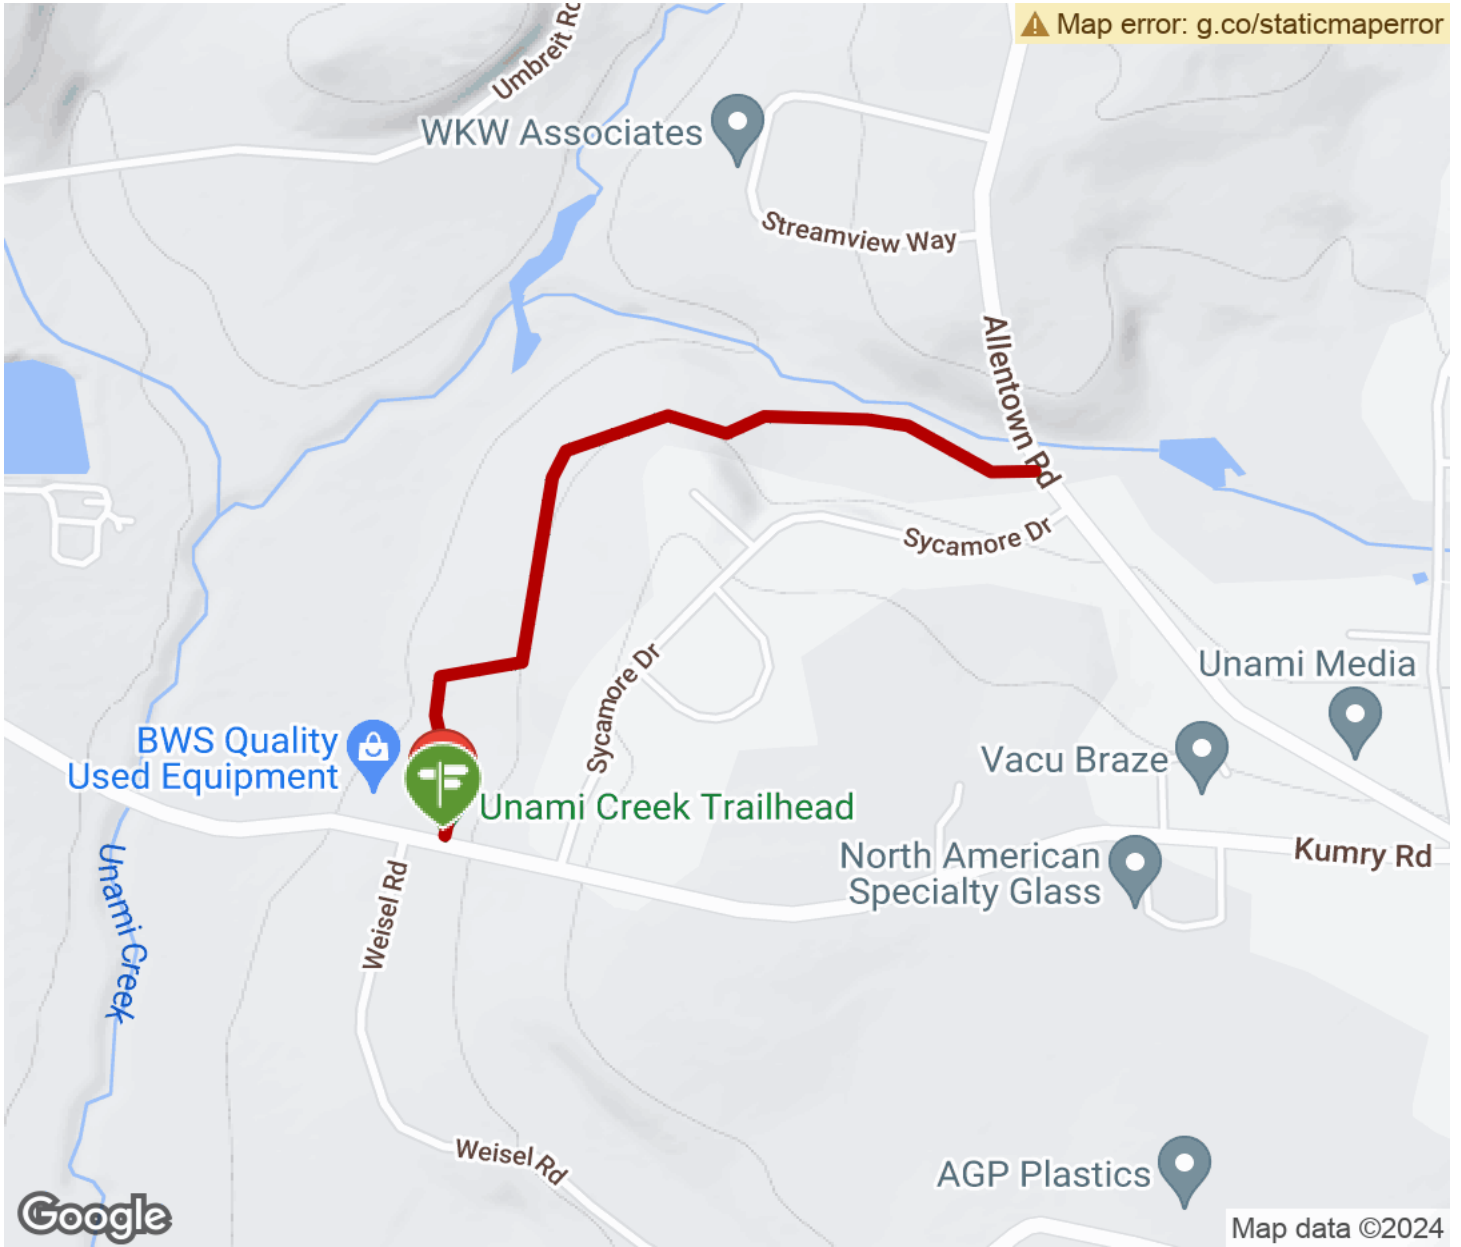 Map error: g.co/staticmaperror
Umbreit Rd
WKW Associates
Streamview Way
Allentown Rd
Sycamore Dr
Sycamore Dr
Unami Media
BWS Quality
Used Equipment
Vacu Braze
Unami Creek Trailhead
Kumry Rd
North American
Specialty Glass
Unami Creek
Weisel Rd
Weisel Rd
AGP Plastics
Google
Map data ©2024